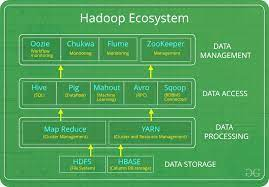 Hadoop Ecosystem
Oozie
(Workflow
Monitoring)
Chukwa
(Monitoring)
Flume
(Monitoring)
ZooKeeper
(Management)
DATA
MANAGEMENT
Hive
(SQL)
Pig
(Dataflow)
Mahout
(Machine
Learning)
Avro
(RPC)
Sqoop
(RDBMS
Connector)
DATA ACCESS
Map Reduce
(Cluster Management)
YARN
(Cluster and Resource Management)
DATA
PROCESSING
HDFS
(File System)
HBASE
(Column DB storage)
DATA STORAGE